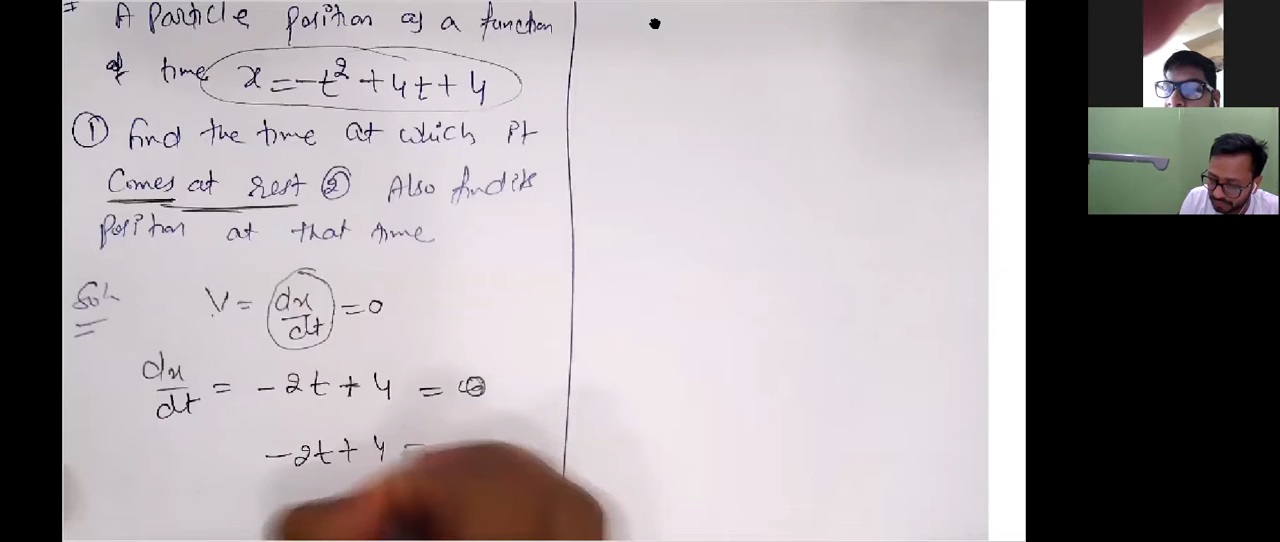 A Particle Position as a function
of time x = -t² + 4t + 4
① find the time at which it
Comes at rest ② Also find its
Position at that time
Soln V = dx/dt = 0
dx/dt = -2t + 4 = 0
-2t + 4 =